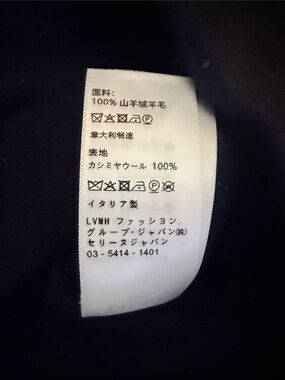 面料:
100% 山羊绒羊毛
意大利制造
表地
カシミヤウール 100%
イタリア製
LVMH ファッション.
グループ・ジャパン㈱
セリーヌジャパン
03-5414-1401